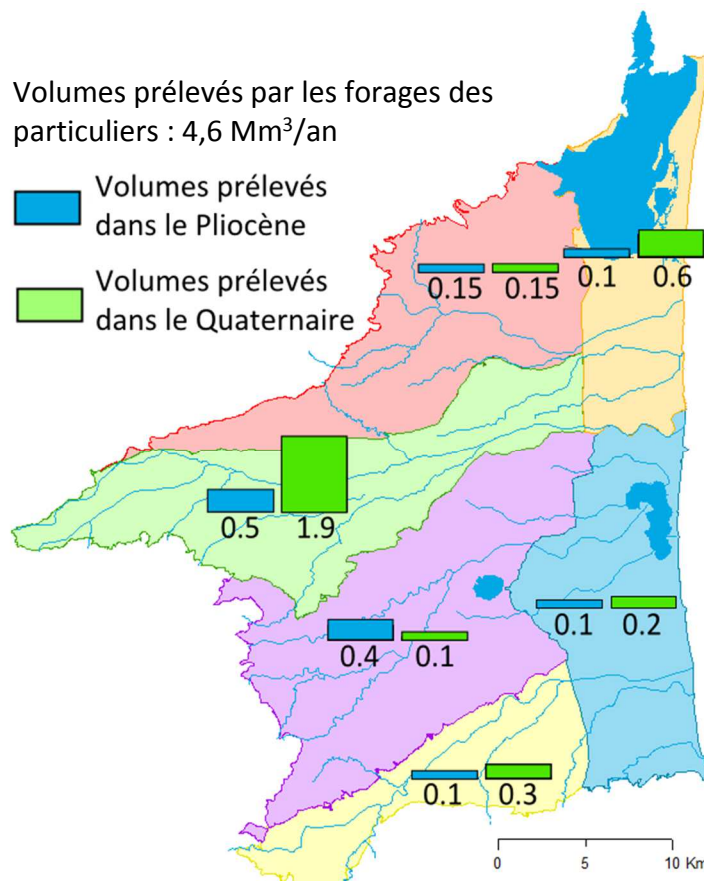 Volumes prélevés par les forages des
particuliers : 4,6 Mm³/an
Volumes prélevés
dans le Pliocène
Volumes prélevés
dans le Quaternaire
0.15 0.15 0.1 0.6
0.5 1.9
0.1 0.2
0.4 0.1
0.1 0.3
0 5 10 Km